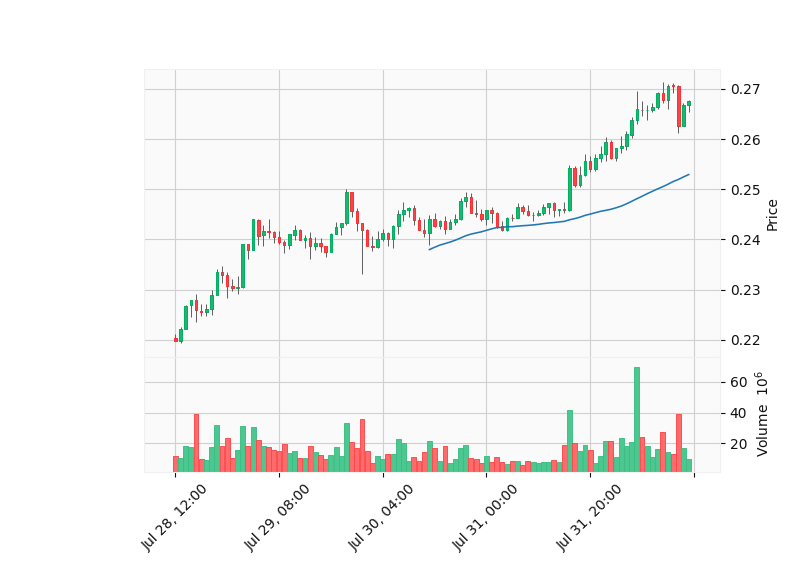 0.27
0.26
0.25
0.24
0.23
0.22
Price
60
40
20
Volume 10^6
Jul 28, 12:00
Jul 29, 08:00
Jul 30, 04:00
Jul 31, 00:00
Jul 31, 20:00